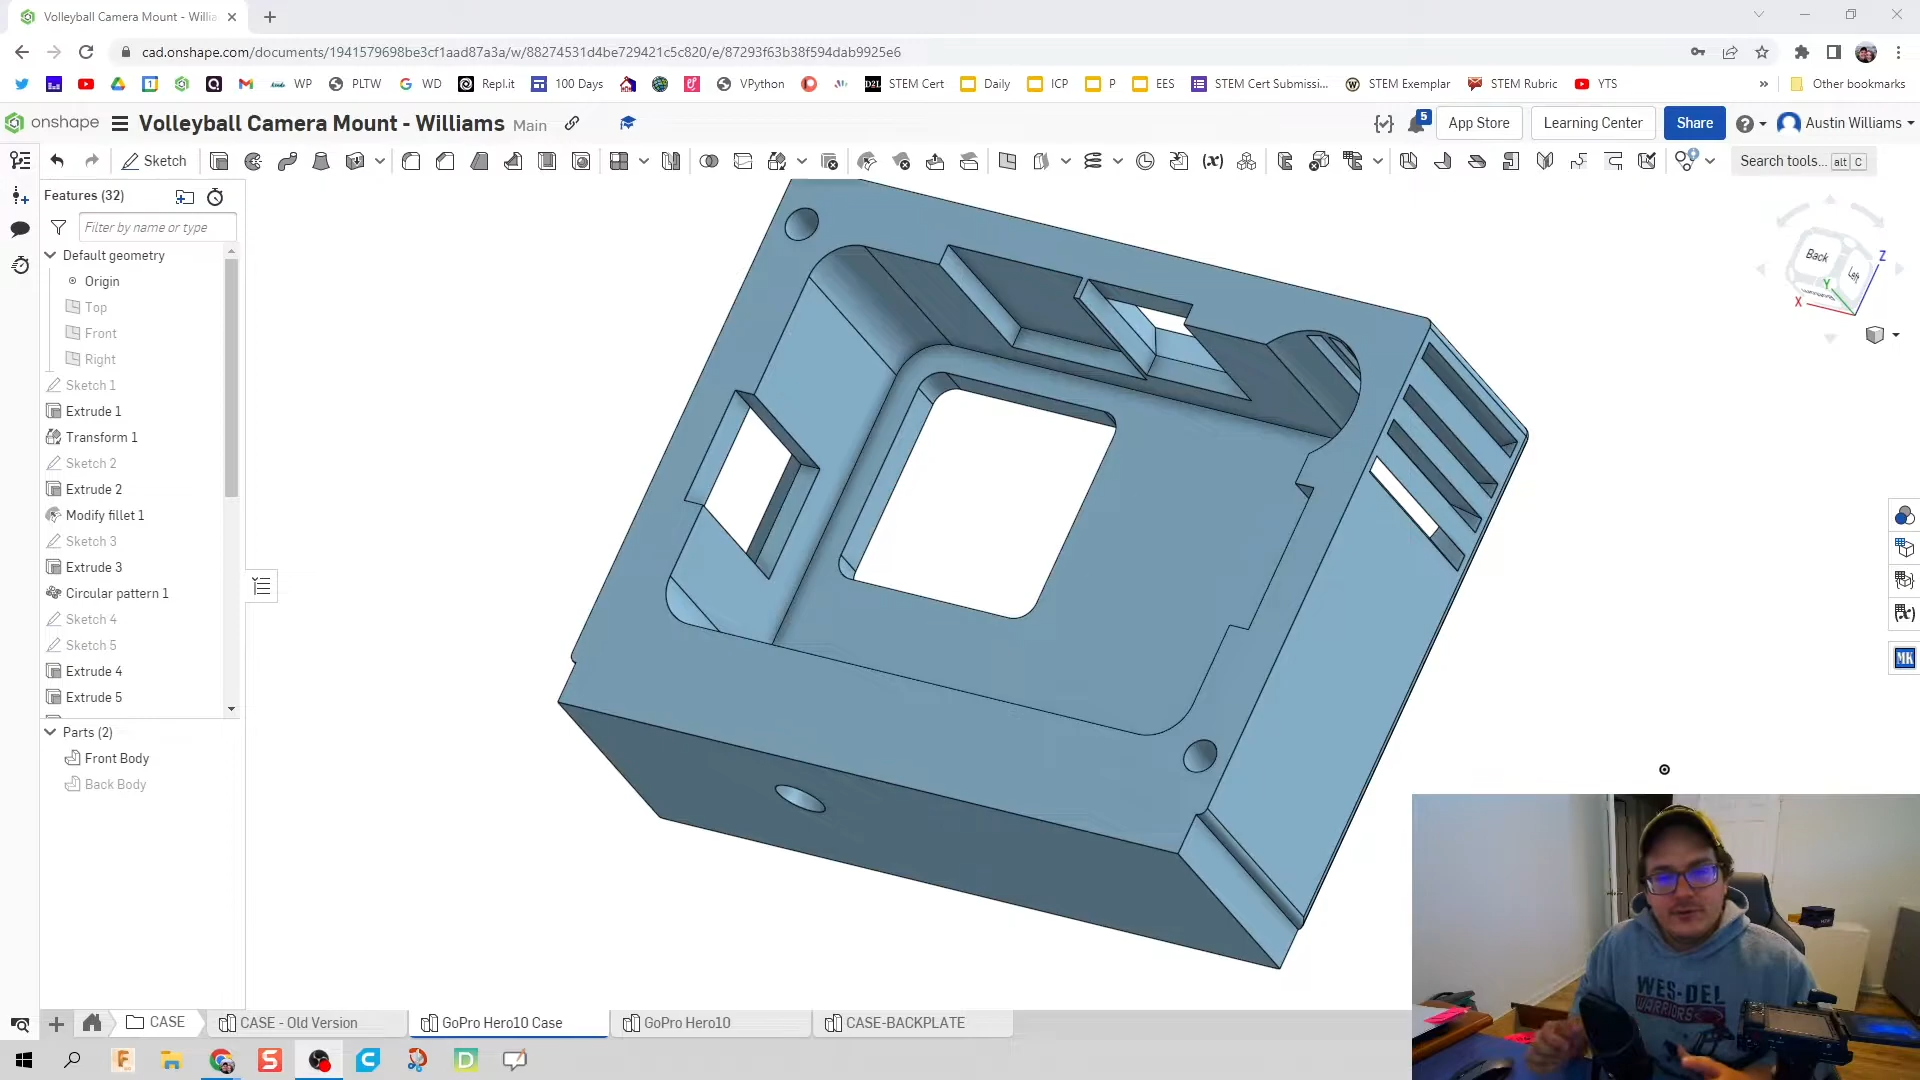 Volleyball Camera Mount - Willia
cad.onshape.com/documents/1941579698be3cf1aad87a3a/w/88274531d4be729421c5c820/e/87293f63b38f594dab9925e6
WP PLTW WD Repl.it 100 Days VPython STEM Cert Daily ICP P EES STEM Cert Submissi... STEM Exemplar STEM Rubric YTS » Other bookmarks
onshape Volleyball Camera Mount - Williams Main 5 App Store Learning Center Share Austin Williams
Sketch Search tools... alt C
Features (32)
Filter by name or type
Default geometry
Origin
Top
Front
Right
Sketch 1
Extrude 1
Transform 1
Sketch 2
Extrude 2
Modify fillet 1
Sketch 3
Extrude 3
Circular pattern 1
Sketch 4
Sketch 5
Extrude 4
Extrude 5
Parts (2)
Front Body
Back Body
Back Left
Z
Y
X
MK
WES-DEL
WARRIORS
CASE CASE - Old Version GoPro Hero10 Case GoPro Hero10 CASE-BACKPLATE